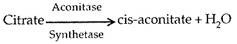 Aconitase
Citrate ⟶ cis-aconitate + H₂O
Synthetase